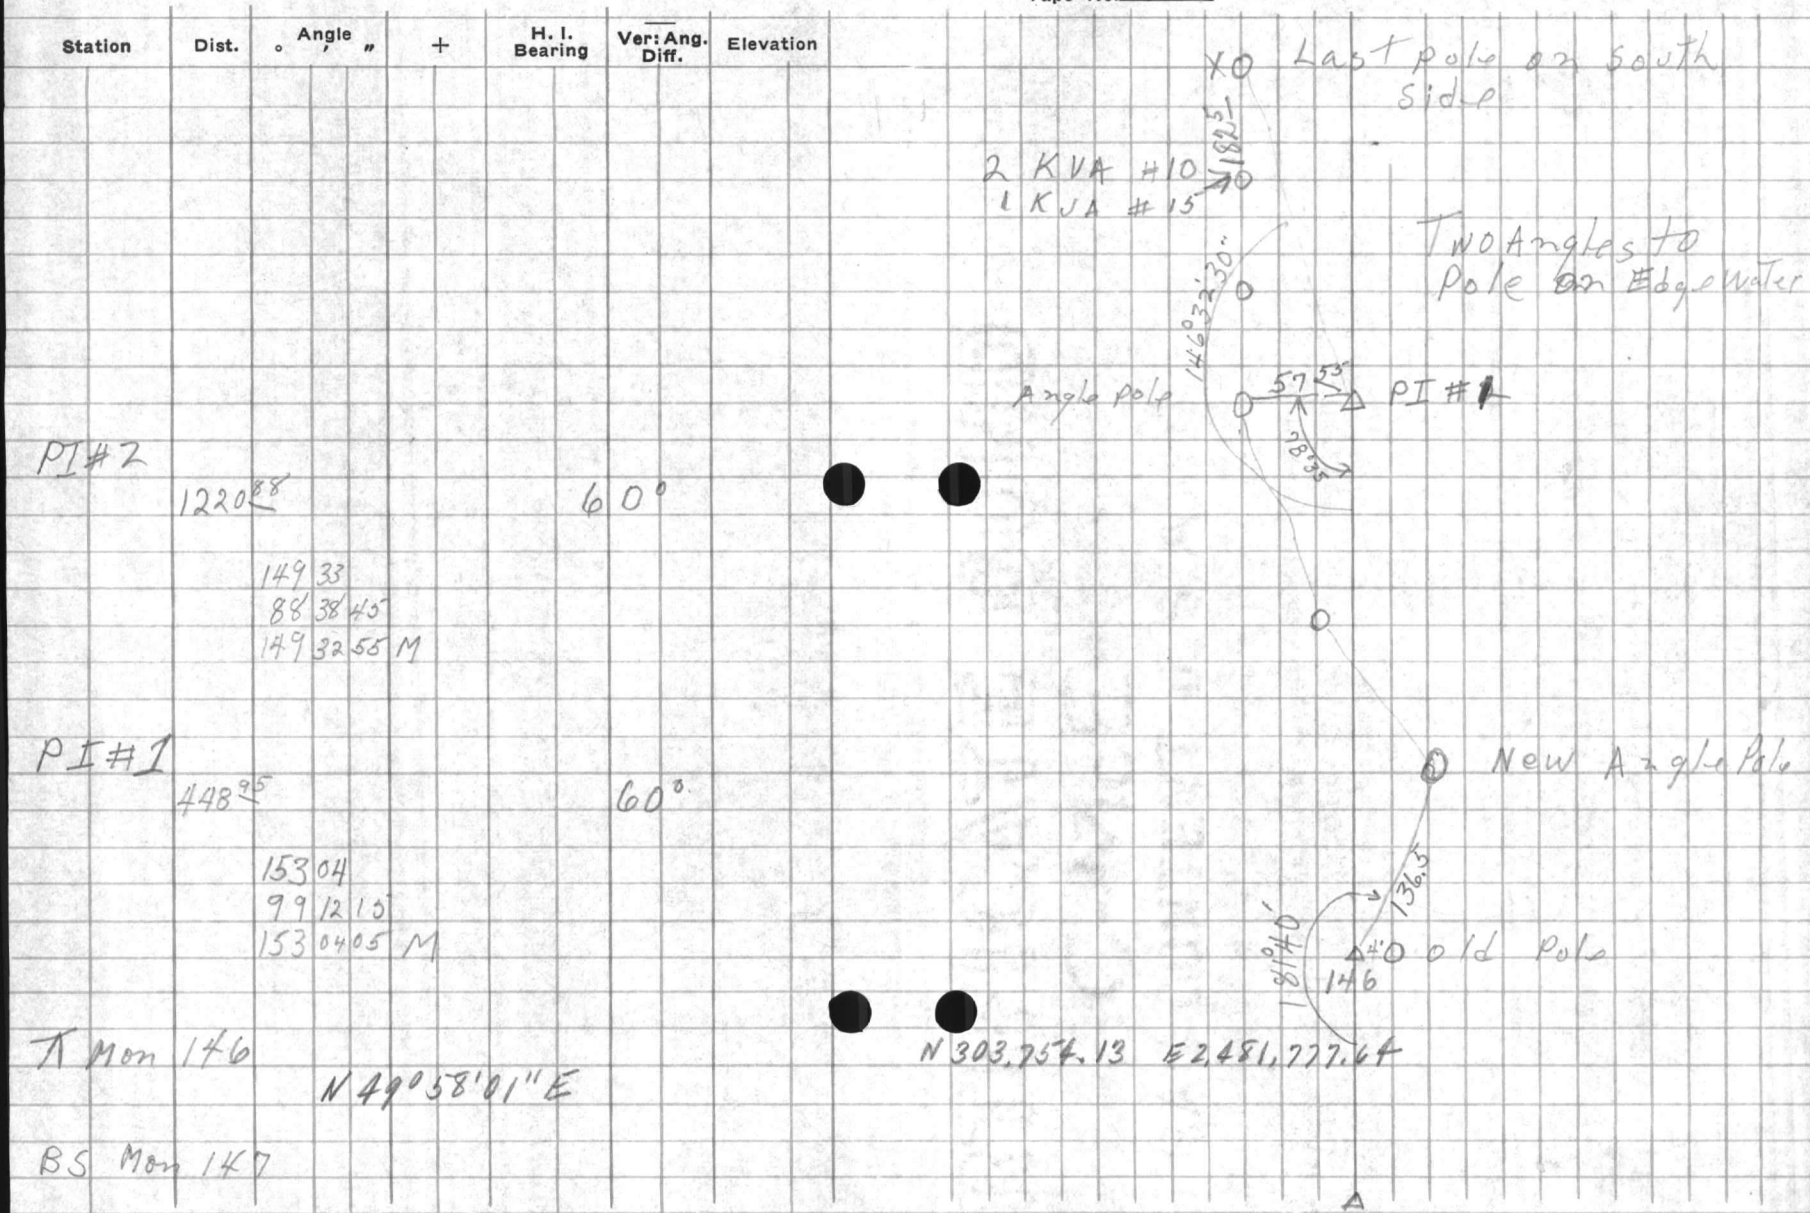 Station Dist. Angle ° ' " + H. I. Bearing Ver: Ang. Diff. Elevation
PI#2
1220 88 60°
149 33
88 38 45
149 32 55 M
PI#1
448 95 60°
153 04
99 12 15
153 04 05 M
⊼ Mon 146
N 49°58'01" E
BS Mon 147
XO Last pole on south
side
182 5
2 KVA #10
1 KVA #15
Two Angles to
Pole on Edgewater
146°32'30"
Angle pole 57 55 PI #1
78°35
New Angle Pole
136.5
181°40'
Δ 4' O old Pole
146
N 303,754.13 E 2,481,777.64